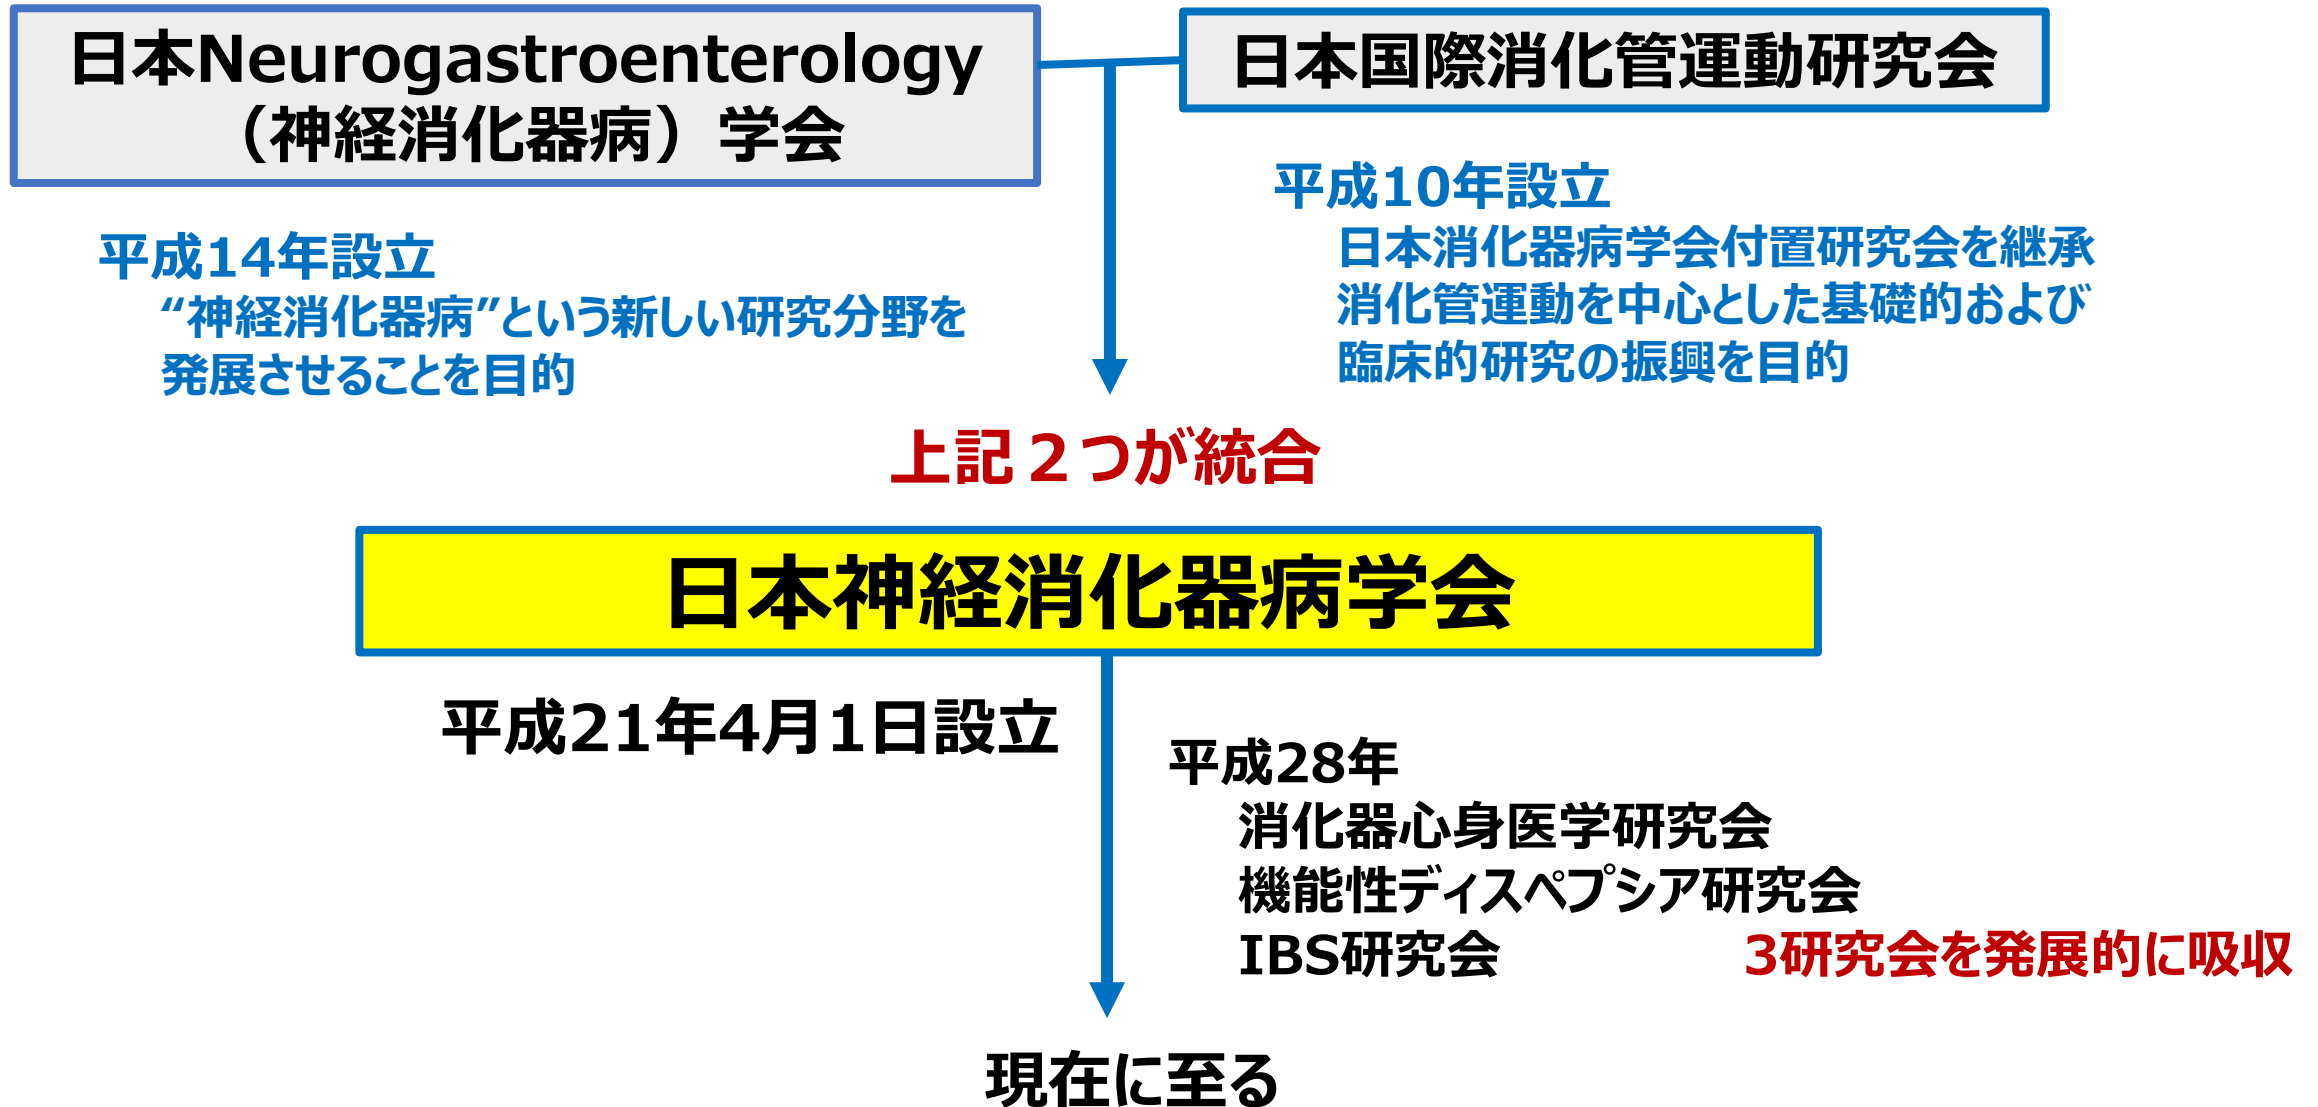 日本Neurogastroenterology
（神経消化器病）学会
平成14年設立
“神経消化器病”という新しい研究分野を
発展させることを目的
日本国際消化管運動研究会
平成10年設立
日本消化器病学会付置研究会を継承
消化管運動を中心とした基礎的および
臨床的研究の振興を目的
上記２つが統合
日本神経消化器病学会
平成21年4月1日設立
平成28年
消化器心身医学研究会
機能性ディスペプシア研究会
IBS研究会 3研究会を発展的に吸収
現在に至る